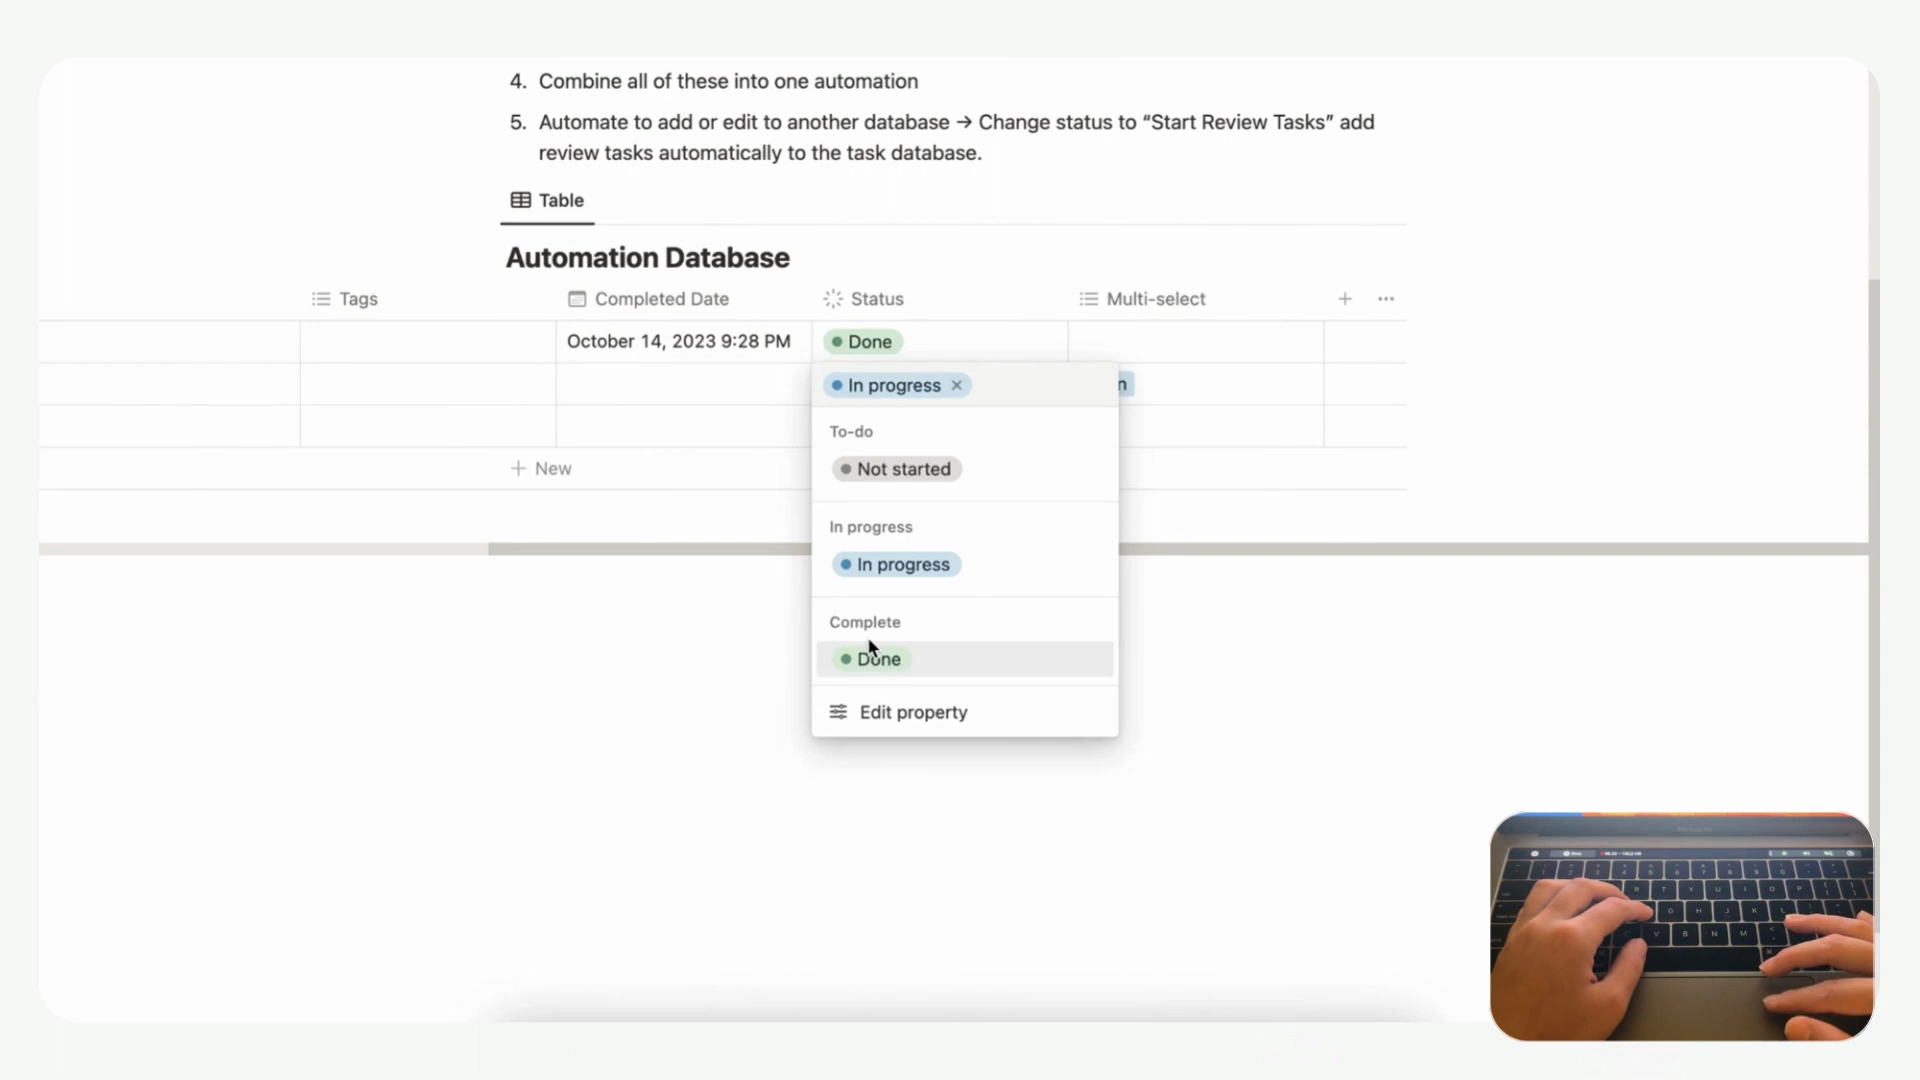 4. Combine all of these into one automation
5. Automate to add or edit to another database → Change status to “Start Review Tasks” add
review tasks automatically to the task database.
Table
Automation Database
Tags Completed Date Status Multi-select
October 14, 2023 9:28 PM Done
In progress n
To-do
+ New Not started
In progress
In progress
Complete
Done
Edit property